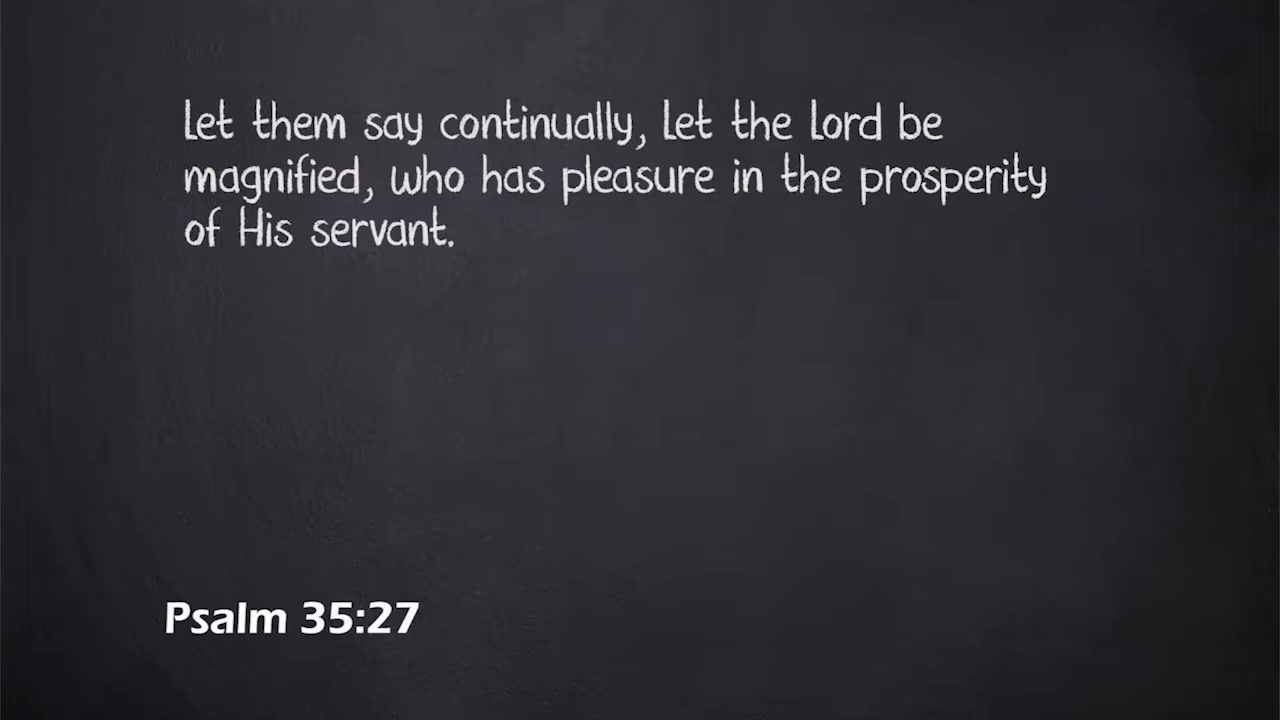 Let them say continually, Let the Lord be
magnified, who has pleasure in the prosperity
of His servant.
Psalm 35:27